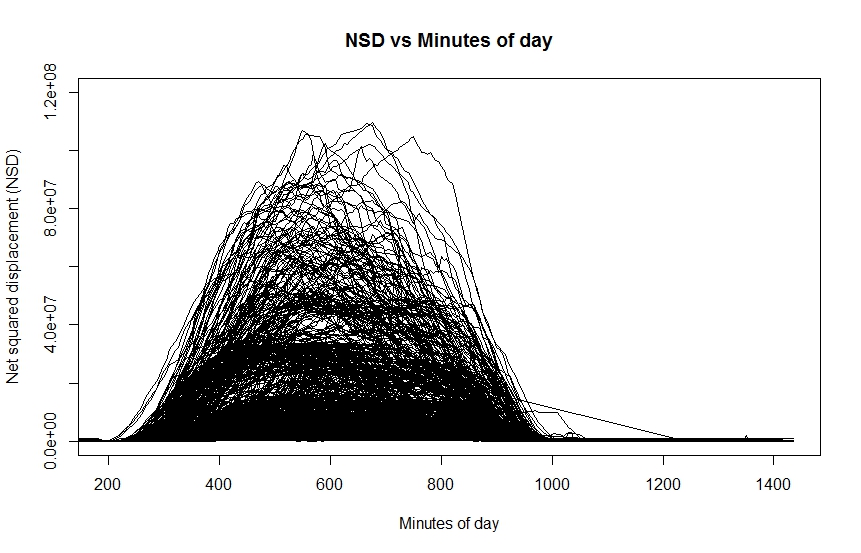 NSD vs Minutes of day
Net squared displacement (NSD)
1.2e+08
8.0e+07
4.0e+07
0.0e+00
200 400 600 800 1000 1200 1400
Minutes of day